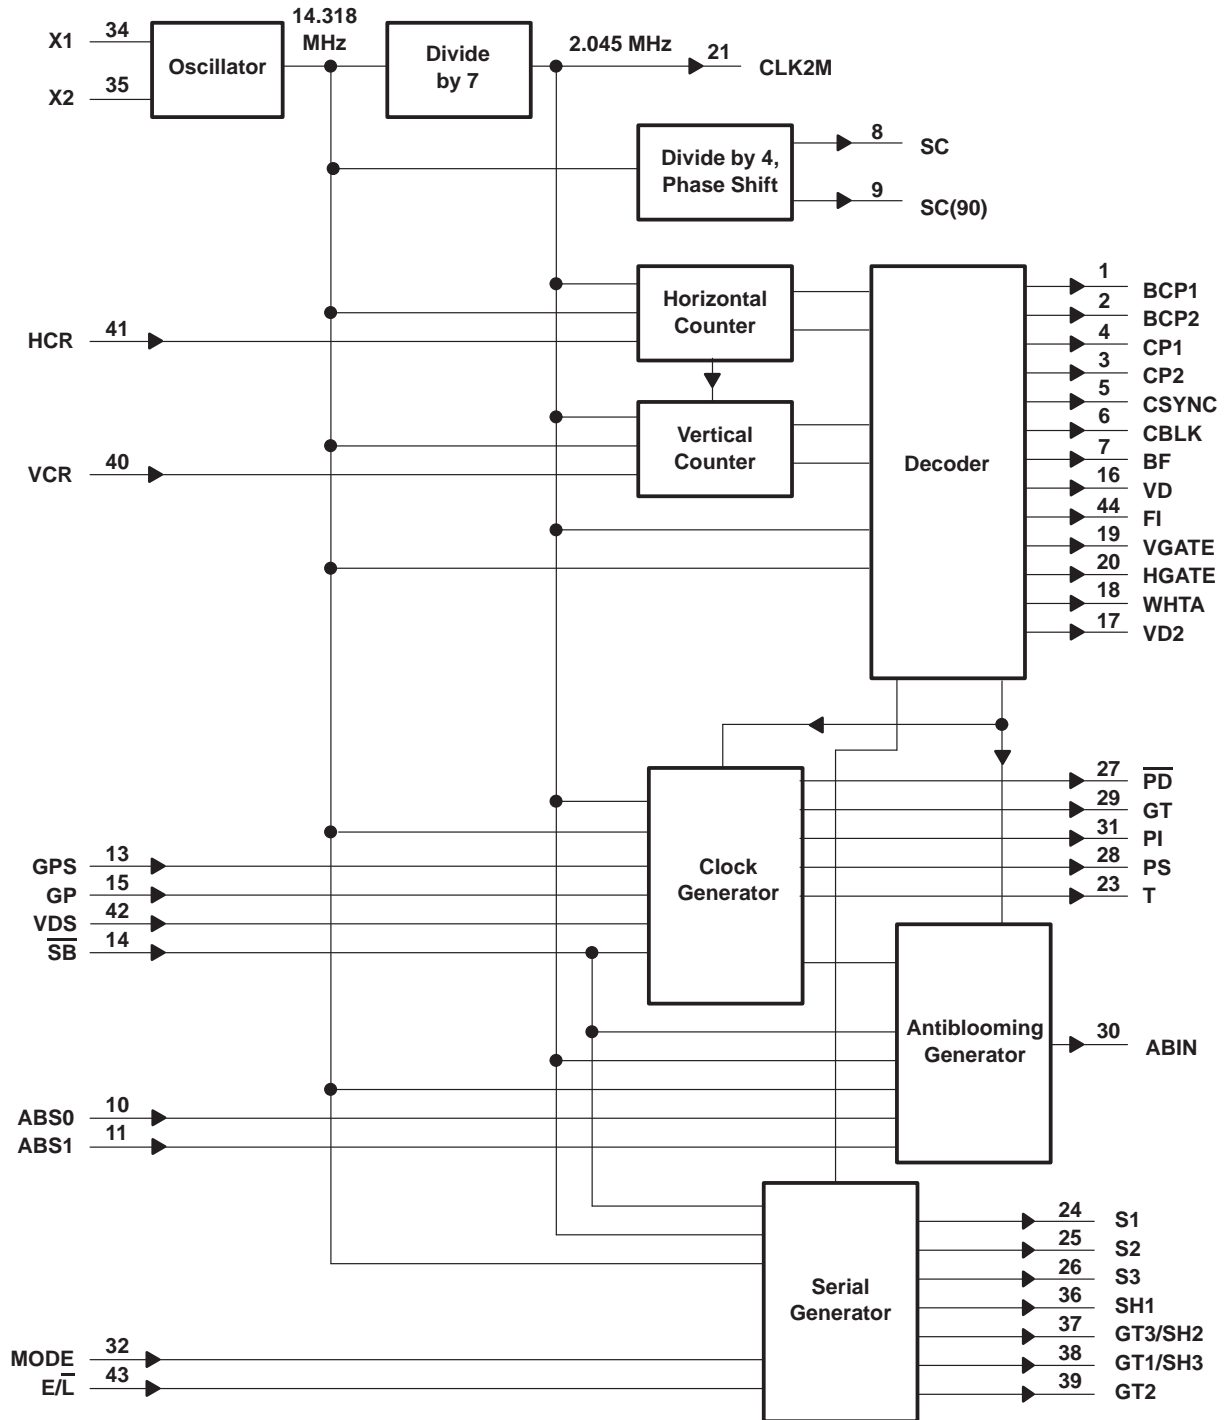 14.318
MHz
X1 34
X2 35
Oscillator
Divide
by 7
2.045 MHz
21 CLK2M
Divide by 4,
Phase Shift
8 SC
9 SC(90)
HCR 41
Horizontal
Counter
VCR 40
Vertical
Counter
Decoder
1 BCP1
2 BCP2
4 CP1
3 CP2
5 CSYNC
6 CBLK
7 BF
16 VD
44 FI
19 VGATE
20 HGATE
18 WHTA
17 VD2
GPS 13
GP 15
VDS 42
S̅B̅ 14
Clock
Generator
27 P̅D̅
29 GT
31 PI
28 PS
23 T
Antiblooming
Generator
30 ABIN
ABS0 10
ABS1 11
MODE 32
E/L̅ 43
Serial
Generator
24 S1
25 S2
26 S3
36 SH1
37 GT3/SH2
38 GT1/SH3
39 GT2